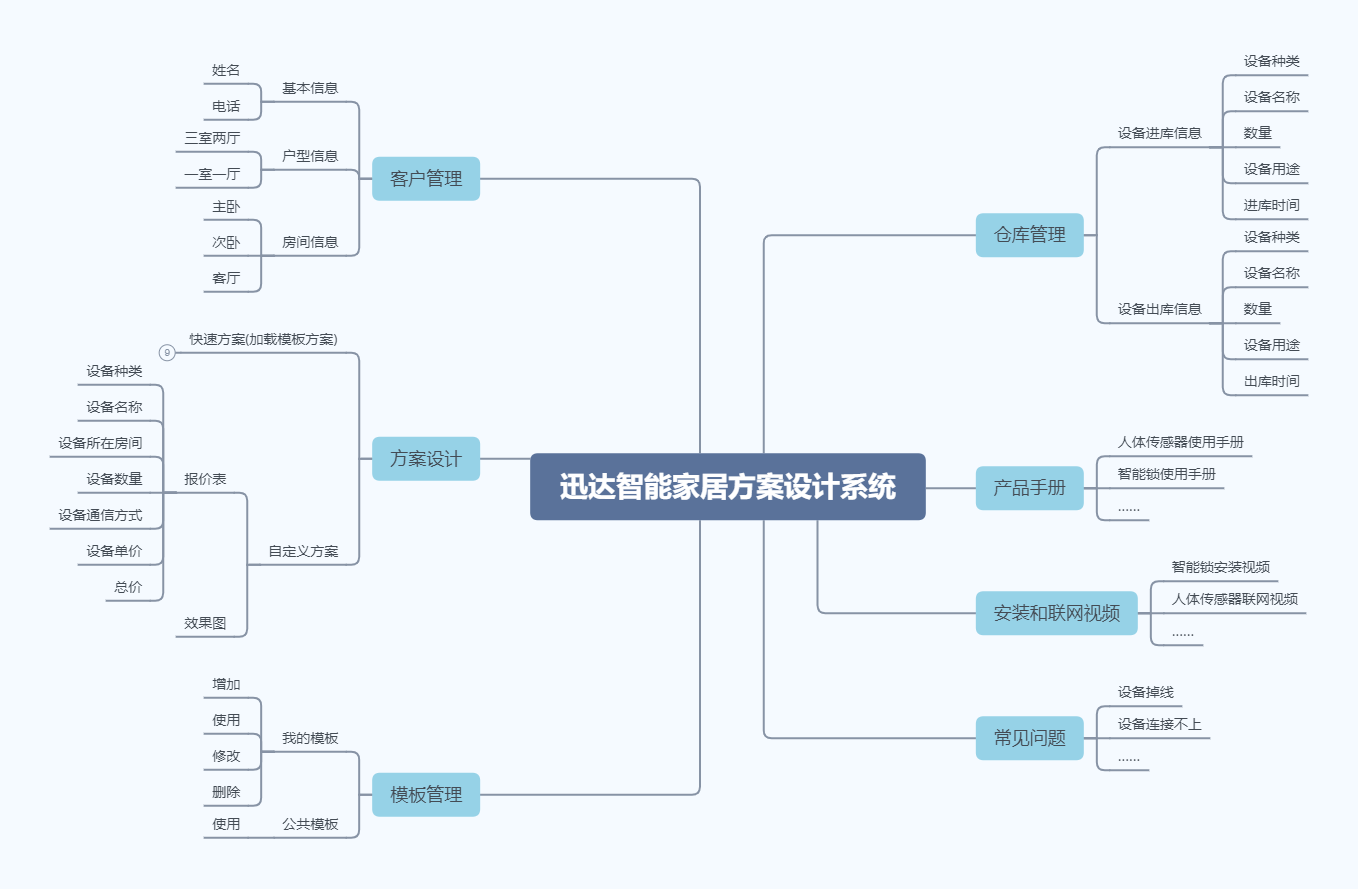 迅达智能家居方案设计系统
客户管理
基本信息
姓名
电话
户型信息
三室两厅
一室一厅
房间信息
主卧
次卧
客厅
方案设计
快速方案(加载模板方案)
9
自定义方案
报价表
设备种类
设备名称
设备所在房间
设备数量
设备通信方式
设备单价
总价
效果图
模板管理
我的模板
增加
使用
修改
删除
公共模板
使用
仓库管理
设备进库信息
设备种类
设备名称
数量
设备用途
进库时间
设备出库信息
设备种类
设备名称
数量
设备用途
出库时间
产品手册
人体传感器使用手册
智能锁使用手册
......
安装和联网视频
智能锁安装视频
人体传感器联网视频
......
常见问题
设备掉线
设备连接不上
......